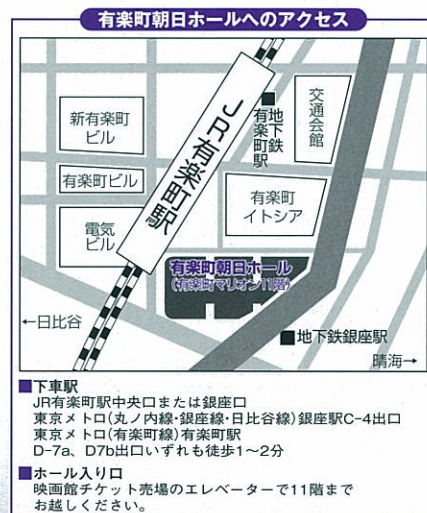 有楽町朝日ホールへのアクセス
新有楽町
ビル
有楽町ビル
電気
ビル
JR有楽町駅
地下鉄
有楽町駅
交通
会館
有楽町
イトシア
有楽町朝日ホール
(有楽町マリオン11階)
←日比谷
地下鉄銀座駅
晴海→
■下車駅
JR有楽町駅中央口または銀座口
東京メトロ(丸ノ内線・銀座線・日比谷線)銀座駅C-4出口
東京メトロ(有楽町線)有楽町駅
D-7a、D7b出口いずれも徒歩1〜2分
■ホール入り口
映画館チケット売場のエレベーターで11階まで
お越しください。